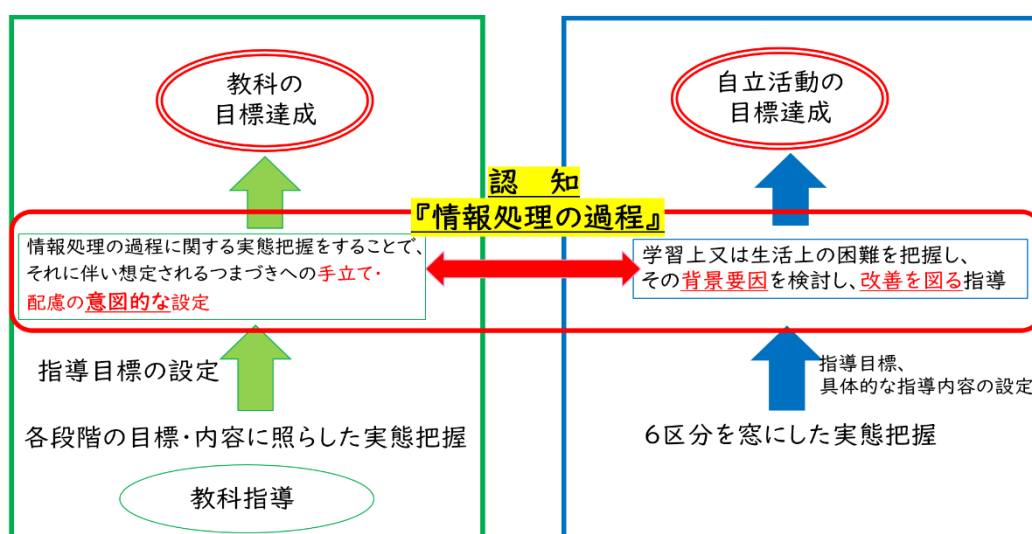 教科の
目標達成
自立活動の
目標達成
認　知
『情報処理の過程』
情報処理の過程に関する実態把握をすることで、
それに伴い想定されるつまづきへの手立て・
配慮の意図的な設定
学習上又は生活上の困難を把握し、
その背景要因を検討し、改善を図る指導
指導目標の設定
指導目標、
具体的な指導内容の設定
各段階の目標・内容に照らした実態把握
6区分を窓にした実態把握
教科指導